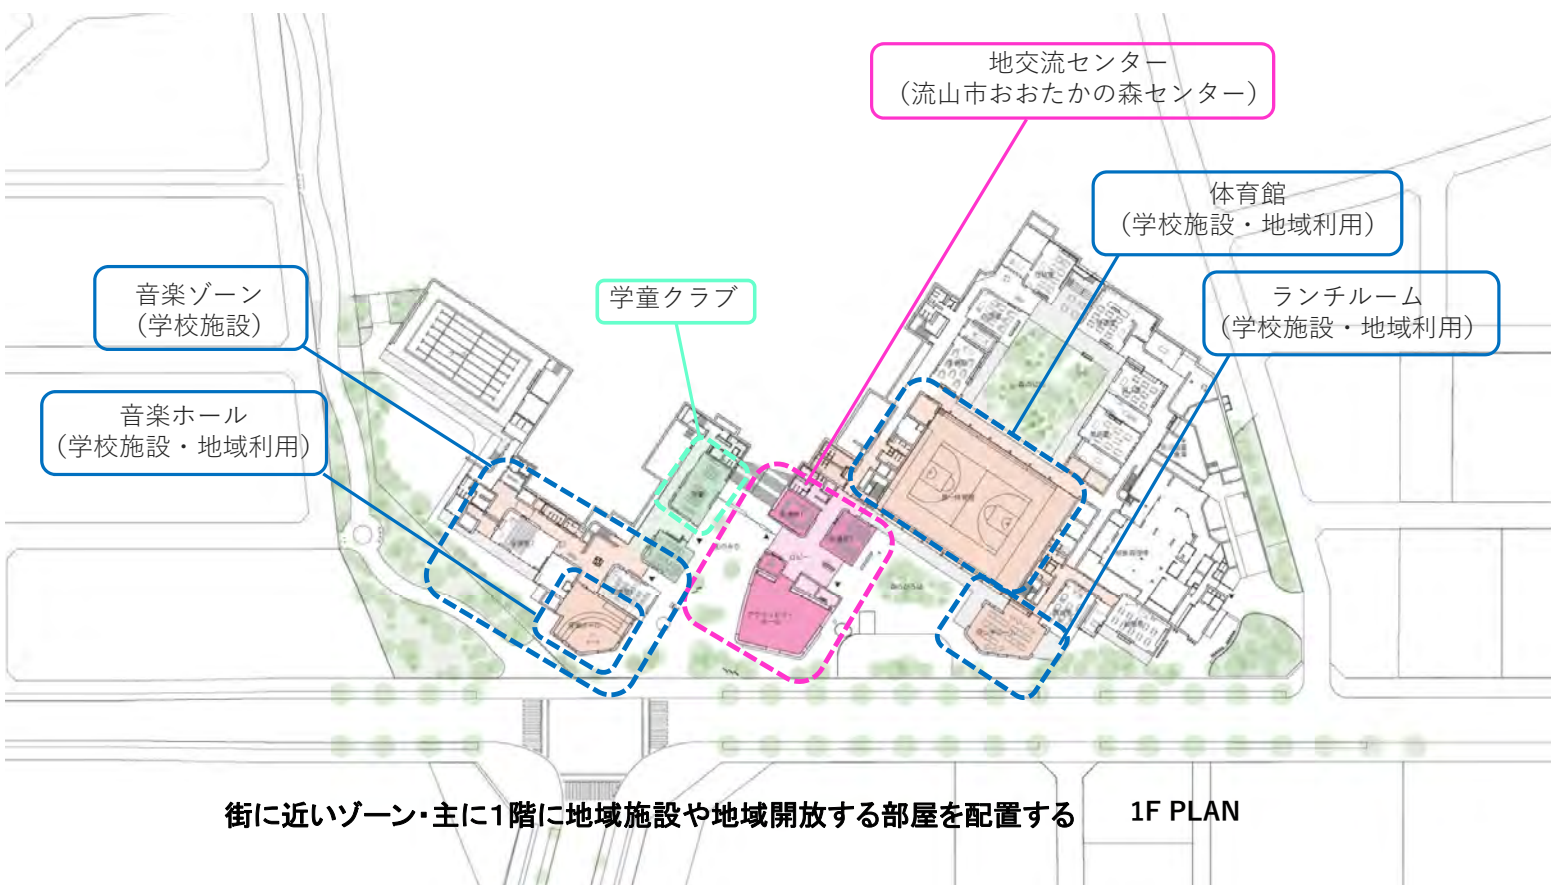 地交流センター
（流山市おおたかの森センター）
体育館
（学校施設・地域利用）
音楽ゾーン
（学校施設）
学童クラブ
ランチルーム
（学校施設・地域利用）
音楽ホール
（学校施設・地域利用）
街に近いゾーン・主に１階に地域施設や地域開放する部屋を配置する
1F PLAN